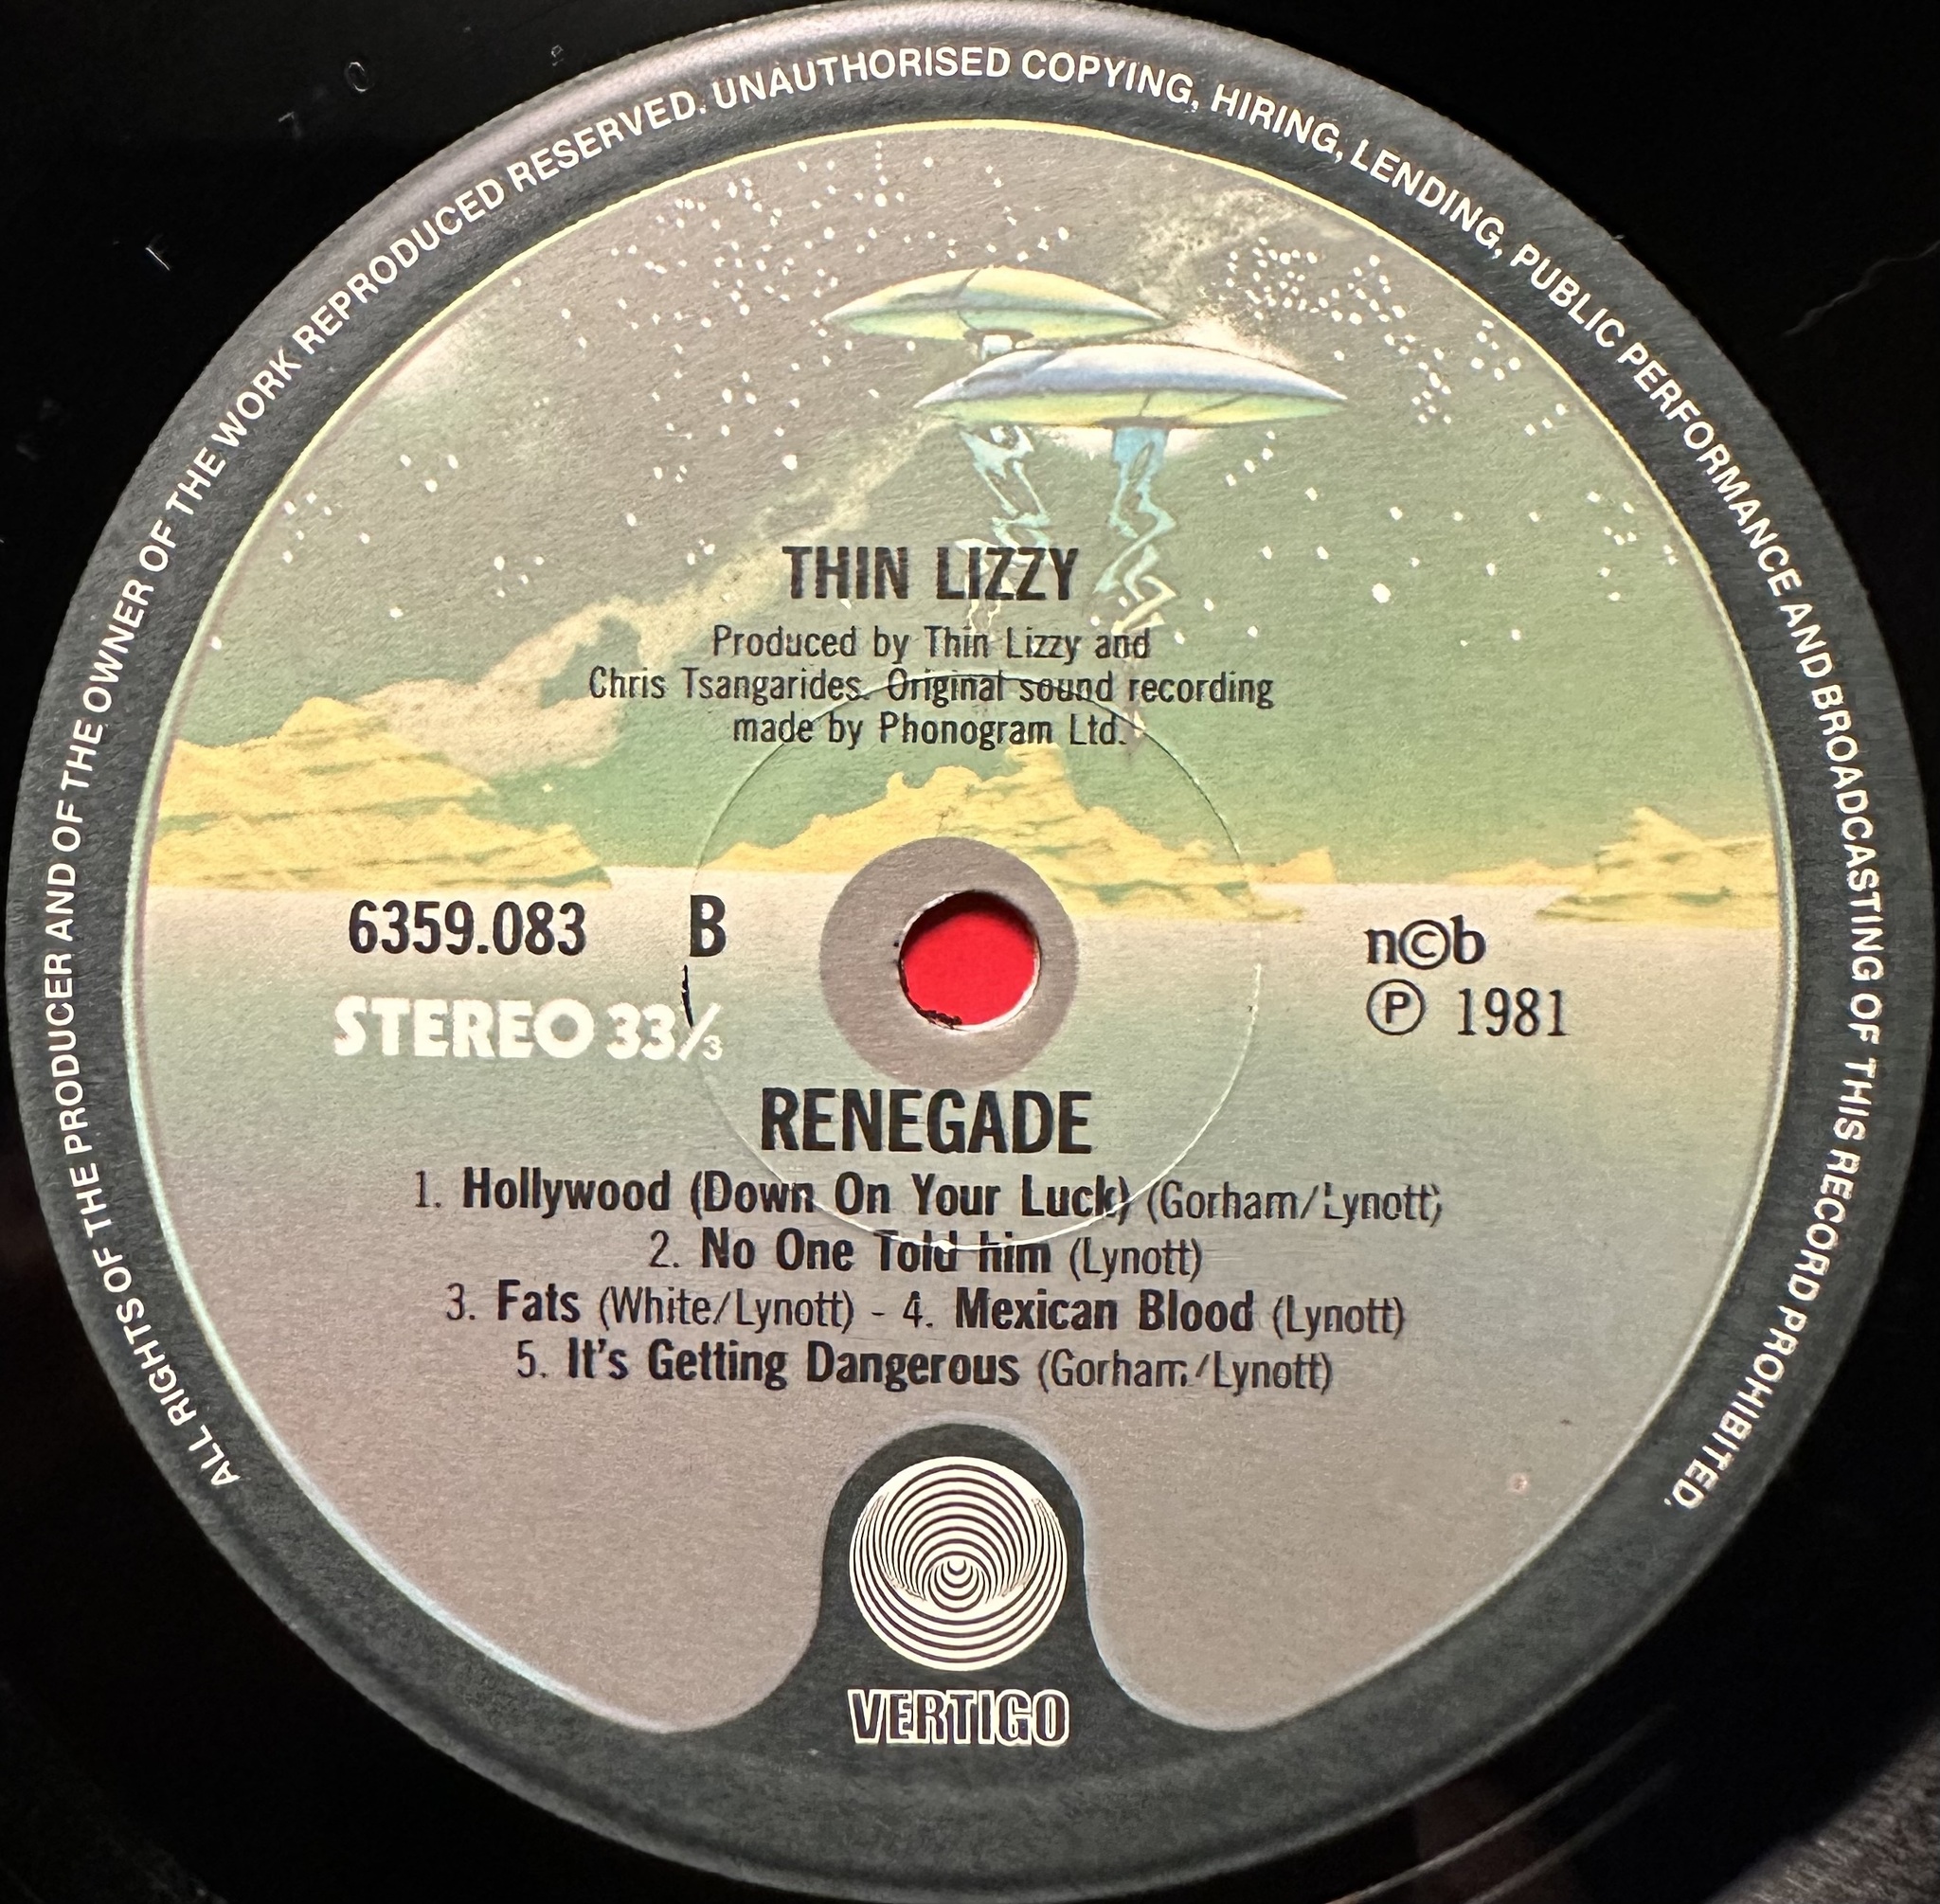 ALL RIGHTS OF THE PRODUCER AND OF THE OWNER OF THE WORK REPRODUCED RESERVED. UNAUTHORISED COPYING, HIRING, LENDING, PUBLIC PERFORMANCE AND BROADCASTING OF THIS RECORD PROHIBITED.
THIN LIZZY
Produced by Thin Lizzy and
Chris Tsangarides. Original sound recording
made by Phonogram Ltd.
6359.083 B
n©b
STEREO 33⅓
℗ 1981
RENEGADE
1. Hollywood (Down On Your Luck) (Gorham/Lynott)
2. No One Told him (Lynott)
3. Fats (White/Lynott) - 4. Mexican Blood (Lynott)
5. It's Getting Dangerous (Gorham/Lynott)
VERTIGO